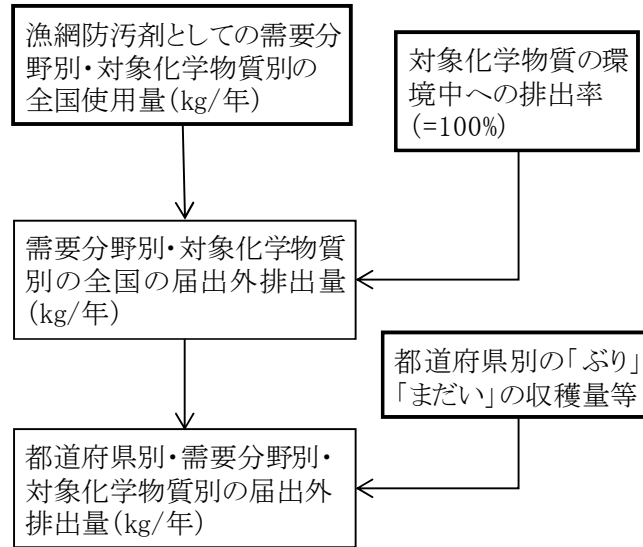 漁網防汚剤としての需要分
野別・対象化学物質別の
全国使用量(kg/年)
対象化学物質の環
境中への排出率
(=100%)
需要分野別・対象化学物質
別の全国の届出外排出量
(kg/年)
都道府県別の「ぶり」
「まだい」の収穫量等
都道府県別・需要分野別・
対象化学物質別の届出外
排出量(kg/年)